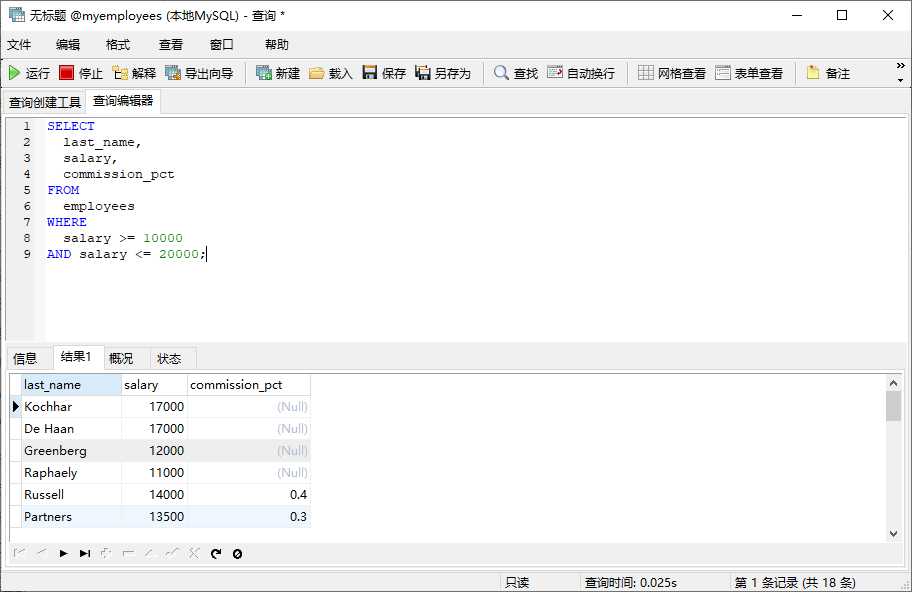 无标题 @myemployees (本地MySQL) - 查询 *
文件 编辑 格式 查看 窗口 帮助
运行 停止 解释 导出向导 新建 载入 保存 另存为 查找 自动换行 网格查看 表单查看 备注 »
查询创建工具 查询编辑器
1 SELECT
2 last_name,
3 salary,
4 commission_pct
5 FROM
6 employees
7 WHERE
8 salary >= 10000
9 AND salary <= 20000;
信息 结果1 概况 状态
last_name salary commission_pct
Kochhar 17000 (Null)
De Haan 17000 (Null)
Greenberg 12000 (Null)
Raphaely 11000 (Null)
Russell 14000 0.4
Partners 13500 0.3
只读 查询时间: 0.025s 第 1 条记录 (共 18 条)